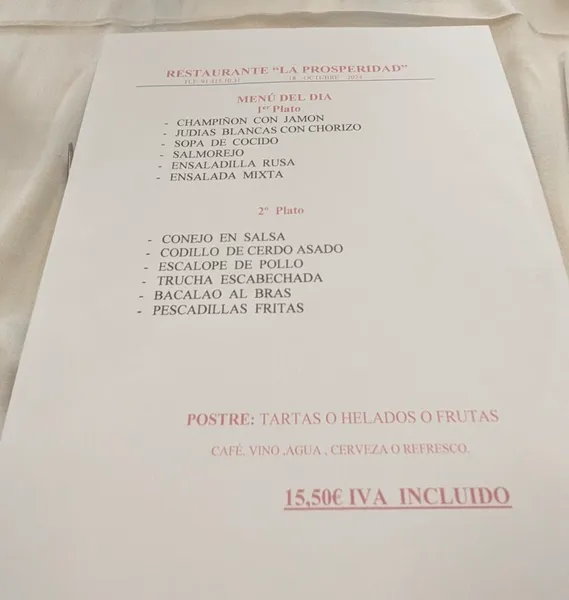 RESTAURANTE “LA PROSPERIDAD”
MENÚ DEL DIA
1er Plato
- CHAMPIÑON CON JAMON
- JUDIAS BLANCAS CON CHORIZO
- SOPA DE COCIDO
- SALMOREJO
- ENSALADILLA RUSA
- ENSALADA MIXTA
2º Plato
- CONEJO EN SALSA
- CODILLO DE CERDO ASADO
- ESCALOPE DE POLLO
- TRUCHA ESCABECHADA
- BACALAO AL BRAS
- PESCADILLAS FRITAS
POSTRE: TARTAS O HELADOS O FRUTAS
CAFÉ, VINO ,AGUA , CERVEZA O REFRESCO.
15,50€ IVA INCLUIDO